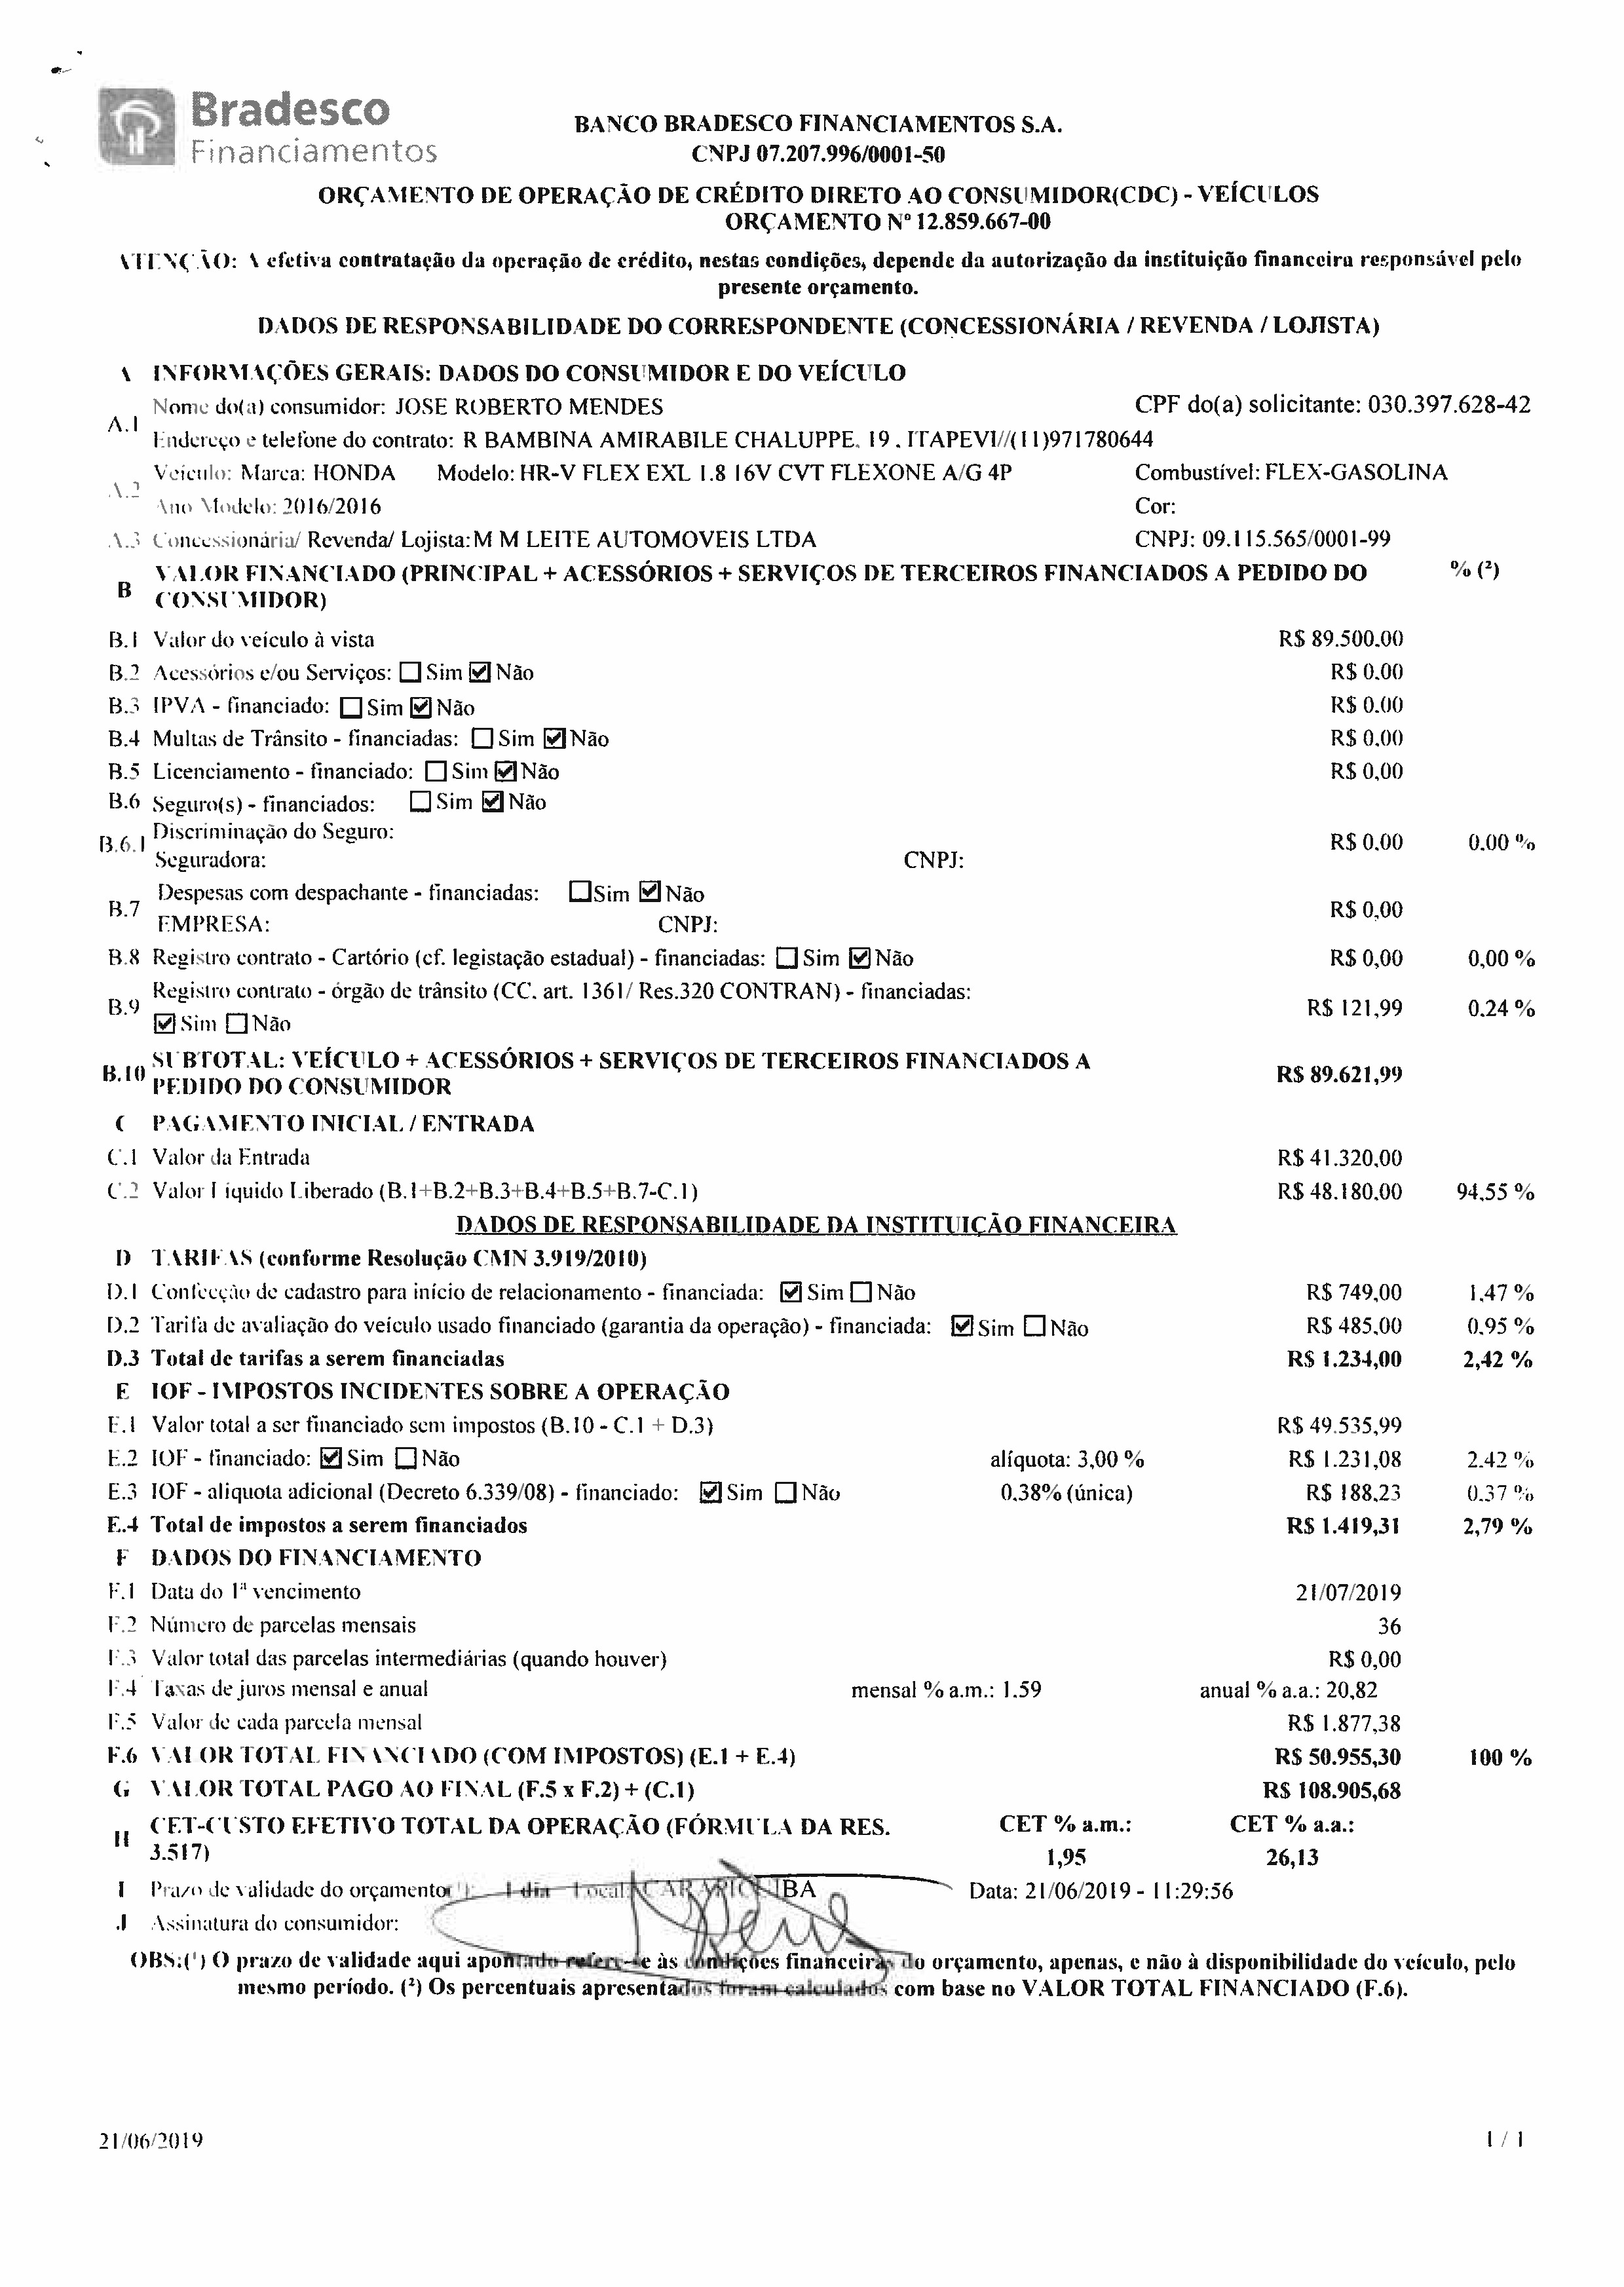 Bradesco
Financiamentos
BANCO BRADESCO FINANCIAMENTOS S.A.
CNPJ 07.207.996/0001-50
ORÇAMENTO DE OPERAÇÃO DE CRÉDITO DIRETO AO CONSUMIDOR(CDC) - VEÍCULOS
ORÇAMENTO Nº 12.859.667-00
ATENÇÃO: A efetiva contratação da operação de crédito, nestas condições, depende da autorização da instituição financeira responsável pelo
presente orçamento.
DADOS DE RESPONSABILIDADE DO CORRESPONDENTE (CONCESSIONÁRIA / REVENDA / LOJISTA)
A INFORMAÇÕES GERAIS: DADOS DO CONSUMIDOR E DO VEÍCULO
A.1 Nome do(a) consumidor: JOSE ROBERTO MENDES CPF do(a) solicitante: 030.397.628-42
Endereço e telefone do contrato: R BAMBINA AMIRABILE CHALUPPE, 19 , ITAPEVI//(11)971780644
A.2 Veículo: Marca: HONDA Modelo: HR-V FLEX EXL 1.8 16V CVT FLEXONE A/G 4P Combustível: FLEX-GASOLINA
Ano Modelo: 2016/2016 Cor:
A.3 Concessionária/ Revenda/ Lojista: M M LEITE AUTOMOVEIS LTDA CNPJ: 09.115.565/0001-99
B VALOR FINANCIADO (PRINCIPAL + ACESSÓRIOS + SERVIÇOS DE TERCEIROS FINANCIADOS A PEDIDO DO % (²)
CONSUMIDOR)
B.1 Valor do veículo à vista R$ 89.500,00
B.2 Acessórios e/ou Serviços: ☐ Sim ☑ Não R$ 0,00
B.3 IPVA - financiado: ☐ Sim ☑ Não R$ 0,00
B.4 Multas de Trânsito - financiadas: ☐ Sim ☑ Não R$ 0,00
B.5 Licenciamento - financiado: ☐ Sim ☑ Não R$ 0,00
B.6 Seguro(s) - financiados: ☐ Sim ☑ Não
B.6.1 Discriminação do Seguro: R$ 0,00 0,00 %
Seguradora: CNPJ:
B.7 Despesas com despachante - financiadas: ☐ Sim ☑ Não R$ 0,00
EMPRESA: CNPJ:
B.8 Registro contrato - Cartório (cf. legistação estadual) - financiadas: ☐ Sim ☑ Não R$ 0,00 0,00 %
B.9 Registro contrato - órgão de trânsito (CC. art. 1361/ Res.320 CONTRAN) - financiadas: R$ 121,99 0,24 %
☑ Sim ☐ Não
B.10 SUBTOTAL: VEÍCULO + ACESSÓRIOS + SERVIÇOS DE TERCEIROS FINANCIADOS A R$ 89.621,99
PEDIDO DO CONSUMIDOR
C PAGAMENTO INICIAL / ENTRADA
C.1 Valor da Entrada R$ 41.320,00
C.2 Valor Líquido Liberado (B.1+B.2+B.3+B.4+B.5+B.7-C.1) R$ 48.180,00 94,55 %
DADOS DE RESPONSABILIDADE DA INSTITUIÇÃO FINANCEIRA
D TARIFAS (conforme Resolução CMN 3.919/2010)
D.1 Confecção de cadastro para início de relacionamento - financiada: ☑ Sim ☐ Não R$ 749,00 1,47 %
D.2 Tarifa de avaliação do veículo usado financiado (garantia da operação) - financiada: ☑ Sim ☐ Não R$ 485,00 0,95 %
D.3 Total de tarifas a serem financiadas R$ 1.234,00 2,42 %
E IOF - IMPOSTOS INCIDENTES SOBRE A OPERAÇÃO
E.1 Valor total a ser financiado sem impostos (B.10 - C.1 + D.3) R$ 49.535,99
E.2 IOF - financiado: ☑ Sim ☐ Não alíquota: 3,00 % R$ 1.231,08 2,42 %
E.3 IOF - alíquota adicional (Decreto 6.339/08) - financiado: ☑ Sim ☐ Não 0,38% (única) R$ 188,23 0,37 %
E.4 Total de impostos a serem financiados R$ 1.419,31 2,79 %
F DADOS DO FINANCIAMENTO
F.1 Data do 1ª vencimento 21/07/2019
F.2 Número de parcelas mensais 36
F.3 Valor total das parcelas intermediárias (quando houver) R$ 0,00
F.4 Taxas de juros mensal e anual mensal % a.m.: 1.59 anual % a.a.: 20,82
F.5 Valor de cada parcela mensal R$ 1.877,38
F.6 VALOR TOTAL FINANCIADO (COM IMPOSTOS) (E.1 + E.4) R$ 50.955,30 100 %
G VALOR TOTAL PAGO AO FINAL (F.5 x F.2) + (C.1) R$ 108.905,68
H CET-CUSTO EFETIVO TOTAL DA OPERAÇÃO (FÓRMULA DA RES. CET % a.m.: CET % a.a.:
3.517) 1,95 26,13
I Prazo de validade do orçamento(¹): 1 dia Local: CARAPICUIBA Data: 21/06/2019 - 11:29:56
J Assinatura do consumidor:
OBS:(¹) O prazo de validade aqui apontado refere-se às condições financeiras do orçamento, apenas, e não à disponibilidade do veículo, pelo
mesmo período. (²) Os percentuais apresentados foram calculados com base no VALOR TOTAL FINANCIADO (F.6).
21/06/2019 1 / 1